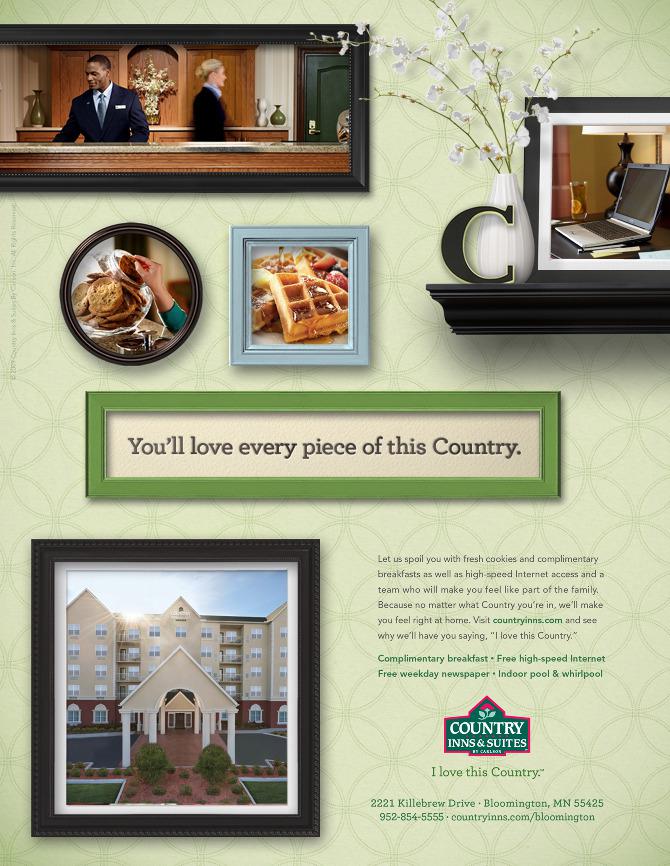 C
You'll love every piece of this Country.
Let us spoil you with fresh cookies and complimentary
breakfasts as well as high-speed Internet access and a
team who will make you feel like part of the family.
Because no matter what Country you're in, we'll make
you feel right at home. Visit countryinns.com and see
why we'll have you saying, "I love this Country."
Complimentary breakfast • Free high-speed Internet
Free weekday newspaper • Indoor pool & whirlpool
COUNTRY
INNS & SUITES
BY CARLSON
I love this Country.℠
2221 Killebrew Drive · Bloomington, MN 55425
952-854-5555 · countryinns.com/bloomington